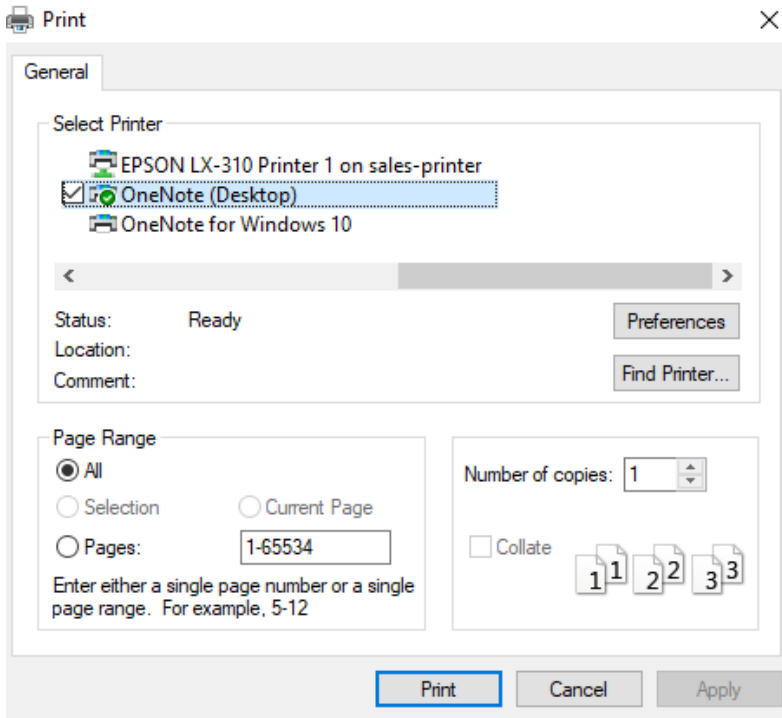 Print
General
Select Printer
EPSON LX-310 Printer 1 on sales-printer
OneNote (Desktop)
OneNote for Windows 10
Status: Ready
Preferences
Location:
Comment:
Find Printer...
Page Range
All
Selection
Current Page
Pages: 1-65534
Enter either a single page number or a single
page range. For example, 5-12
Number of copies: 1
Collate
1 1 2 2 3 3
Print
Cancel
Apply